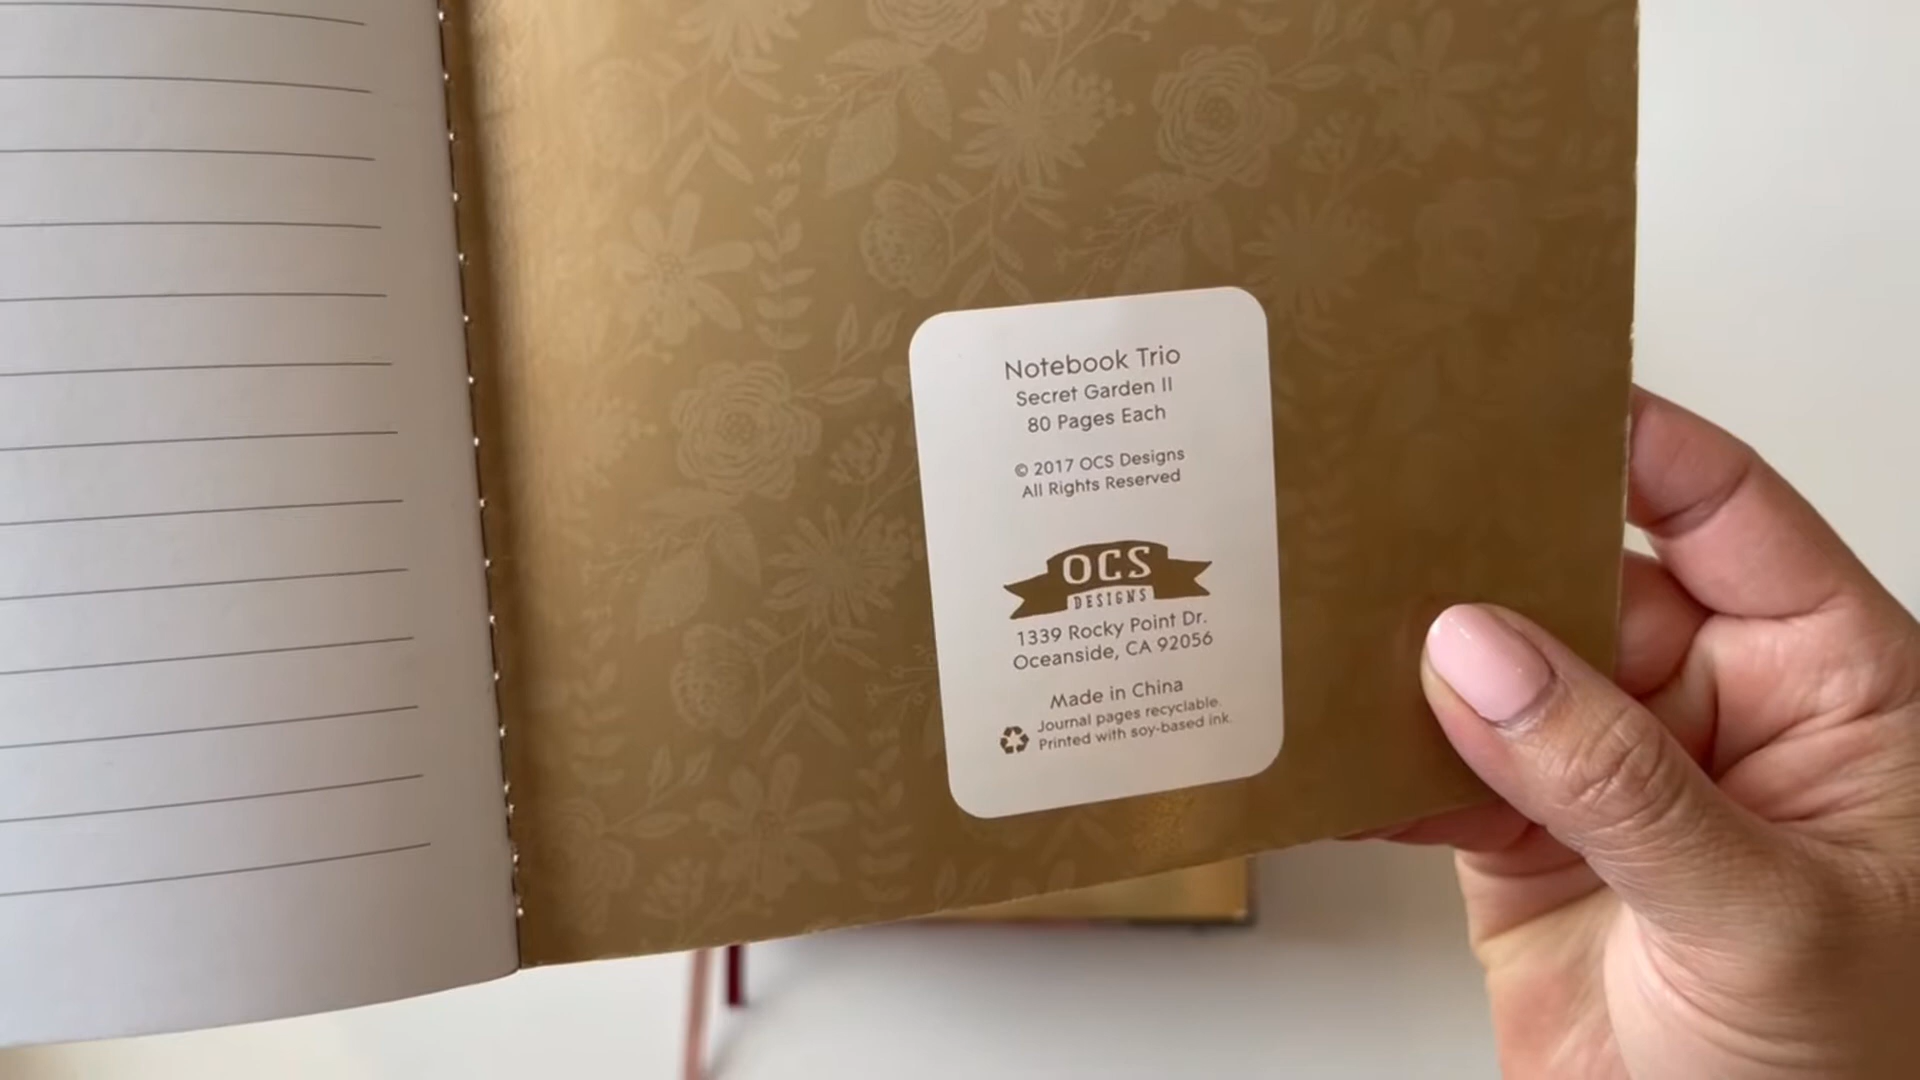 Notebook Trio
Secret Garden II
80 Pages Each
© 2017 OCS Designs
All Rights Reserved
OCS
DESIGNS
1339 Rocky Point Dr.
Oceanside, CA 92056
Made in China
Journal pages recyclable.
Printed with soy-based ink.